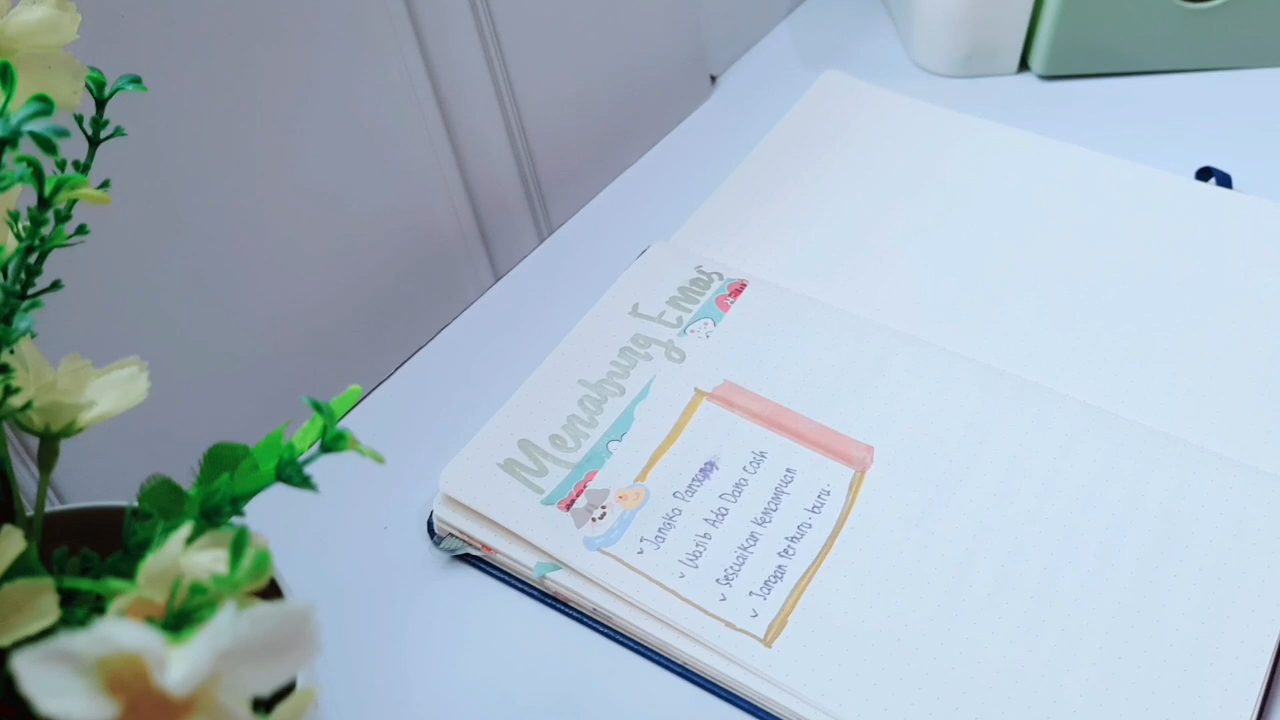 Menabung Emas
✓ Jangka Panjang
✓ Wajib Ada Dana Cash
✓ Sesuaikan Kemampuan
✓ Jangan terburu-buru.